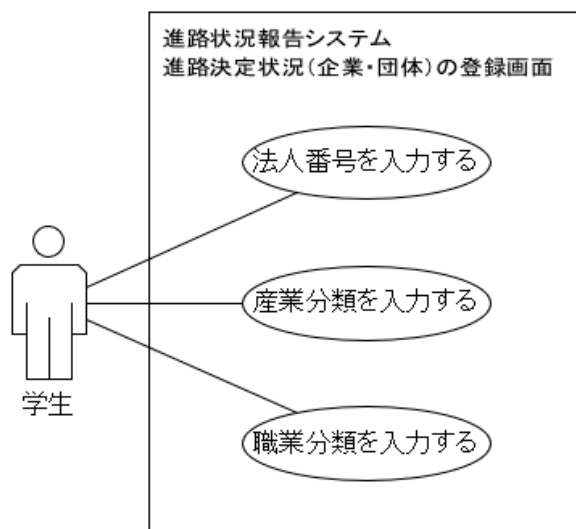 進路状況報告システム
進路決定状況(企業・団体)の登録画面
法人番号を入力する
産業分類を入力する
職業分類を入力する
学生